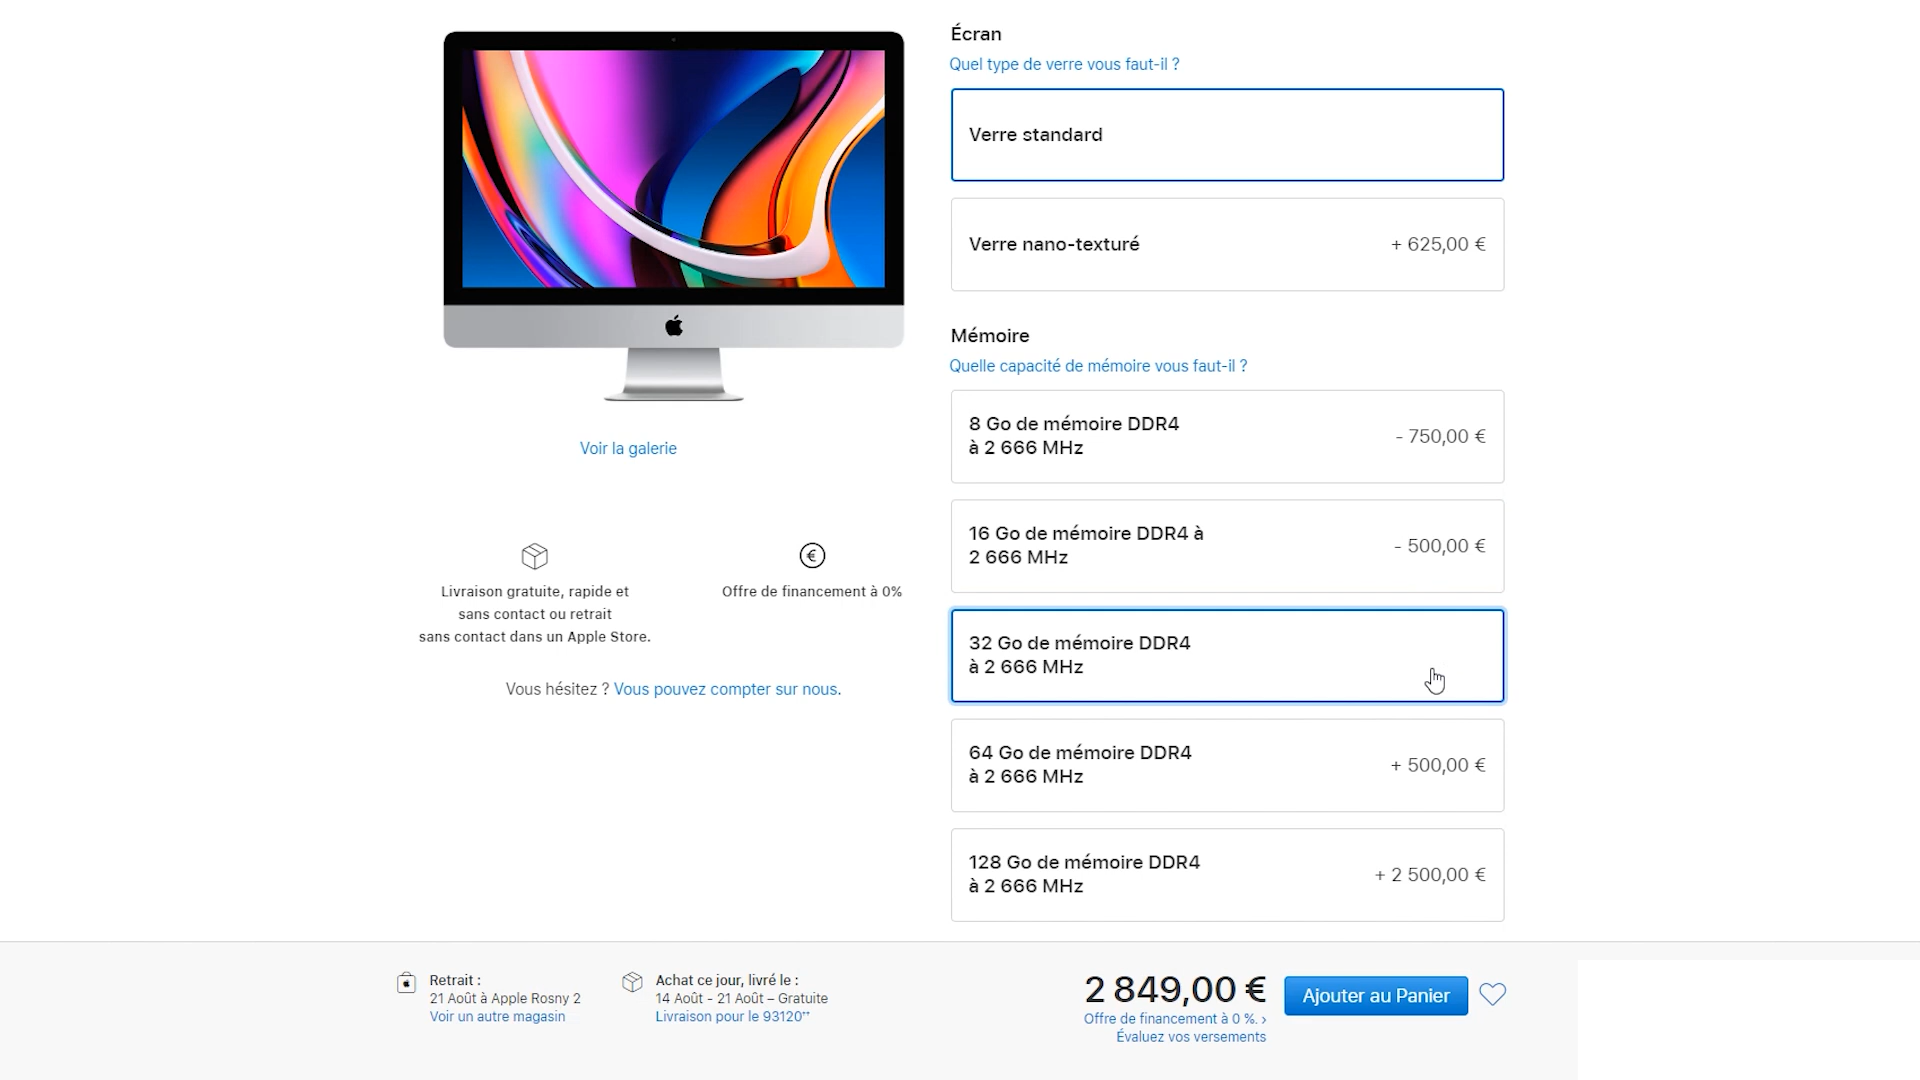 Écran
Quel type de verre vous faut-il ?
Verre standard
Verre nano-texturé
+ 625,00 €
Mémoire
Quelle capacité de mémoire vous faut-il ?
8 Go de mémoire DDR4
à 2 666 MHz
- 750,00 €
16 Go de mémoire DDR4 à
2 666 MHz
- 500,00 €
32 Go de mémoire DDR4
à 2 666 MHz
64 Go de mémoire DDR4
à 2 666 MHz
+ 500,00 €
128 Go de mémoire DDR4
à 2 666 MHz
+ 2 500,00 €
Voir la galerie
Livraison gratuite, rapide et
sans contact ou retrait
sans contact dans un Apple Store.
Offre de financement à 0%
Vous hésitez ? Vous pouvez compter sur nous.
Retrait :
21 Août à Apple Rosny 2
Voir un autre magasin
Achat ce jour, livré le :
14 Août - 21 Août – Gratuite
Livraison pour le 93120**
2 849,00 €
Offre de financement à 0 %. ›
Évaluez vos versements
Ajouter au Panier